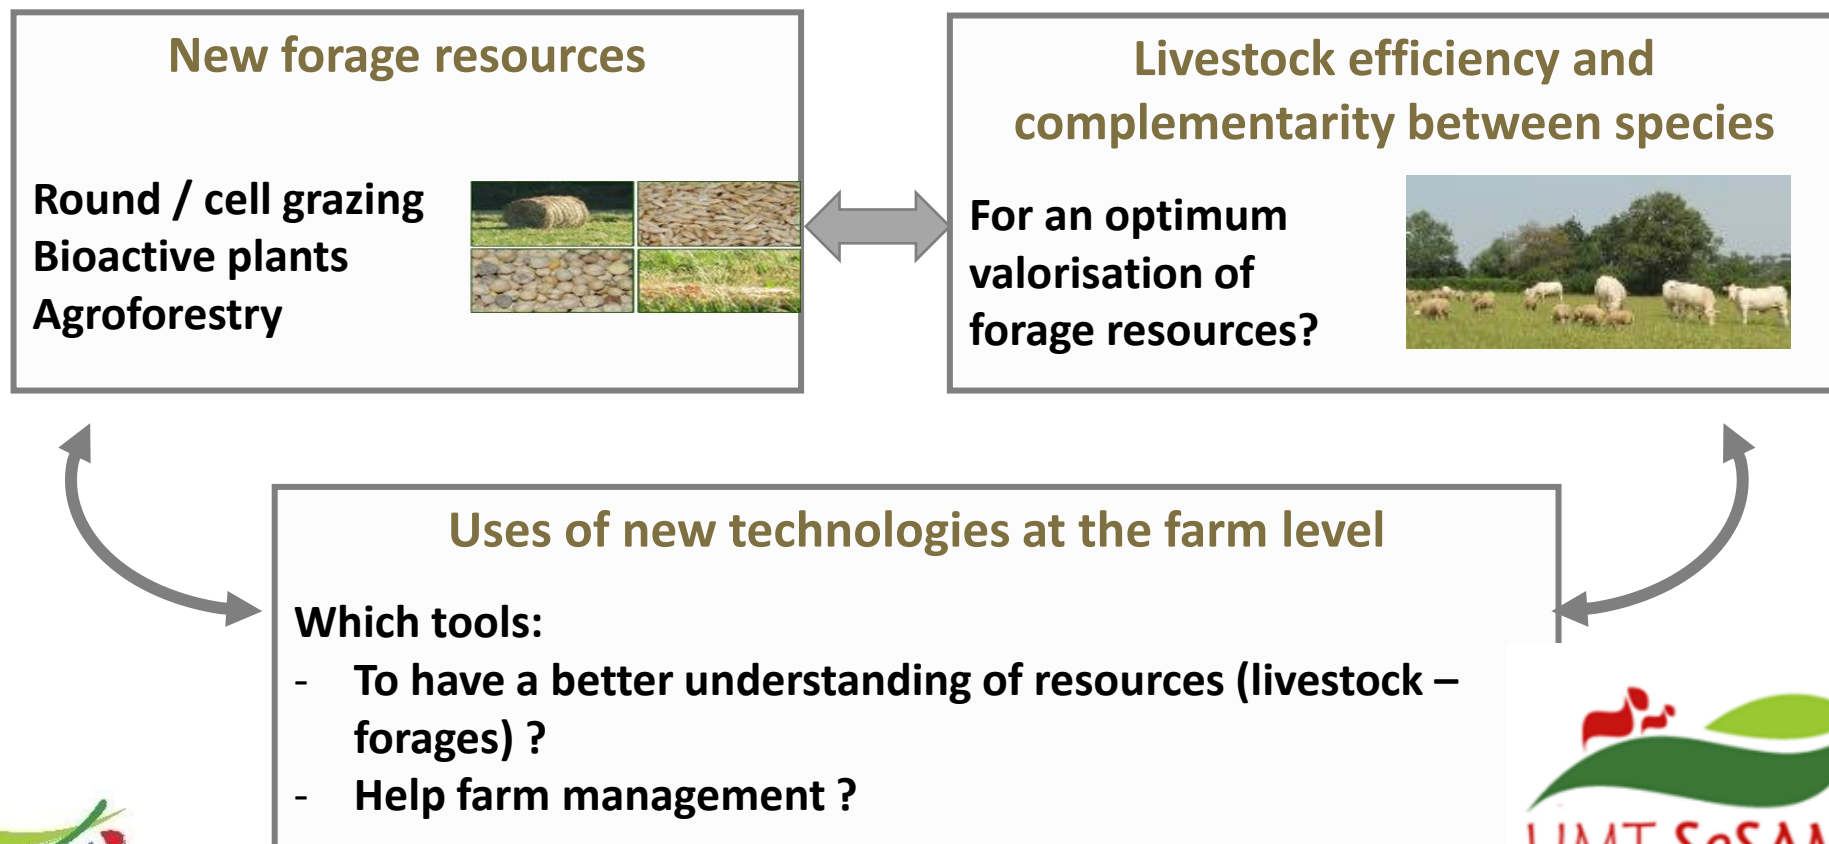 New forage resources
Round / cell grazing
Bioactive plants
Agroforestry
Livestock efficiency and
complementarity between species
For an optimum
valorisation of
forage resources?
Uses of new technologies at the farm level
Which tools:
- To have a better understanding of resources (livestock –
forages) ?
- Help farm management ?
UMT